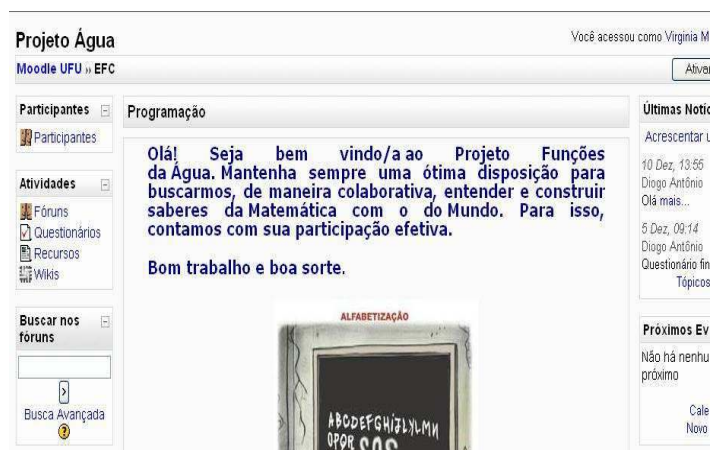 Projeto Água
Você acessou como Virginia M
Moodle UFU » EFC
Ativar
Participantes
Participantes
Atividades
Fóruns
Questionários
Recursos
Wikis
Buscar nos
fóruns
Busca Avançada
Programação
Olá! Seja bem vindo/a ao Projeto Funções
da Água. Mantenha sempre uma ótima disposição para
buscarmos, de maneira colaborativa, entender e construir
saberes da Matemática com o do Mundo. Para isso,
contamos com sua participação efetiva.
Bom trabalho e boa sorte.
ALFABETIZAÇÃO
SOS
Últimas Notíc
Acrescentar u
10 Dez, 13:55
Diogo Antônio
Olá mais...
5 Dez, 09:14
Diogo Antônio
Questionário fin
Tópicos
Próximos Ev
Não há nenhu
próximo
Cale
Novo